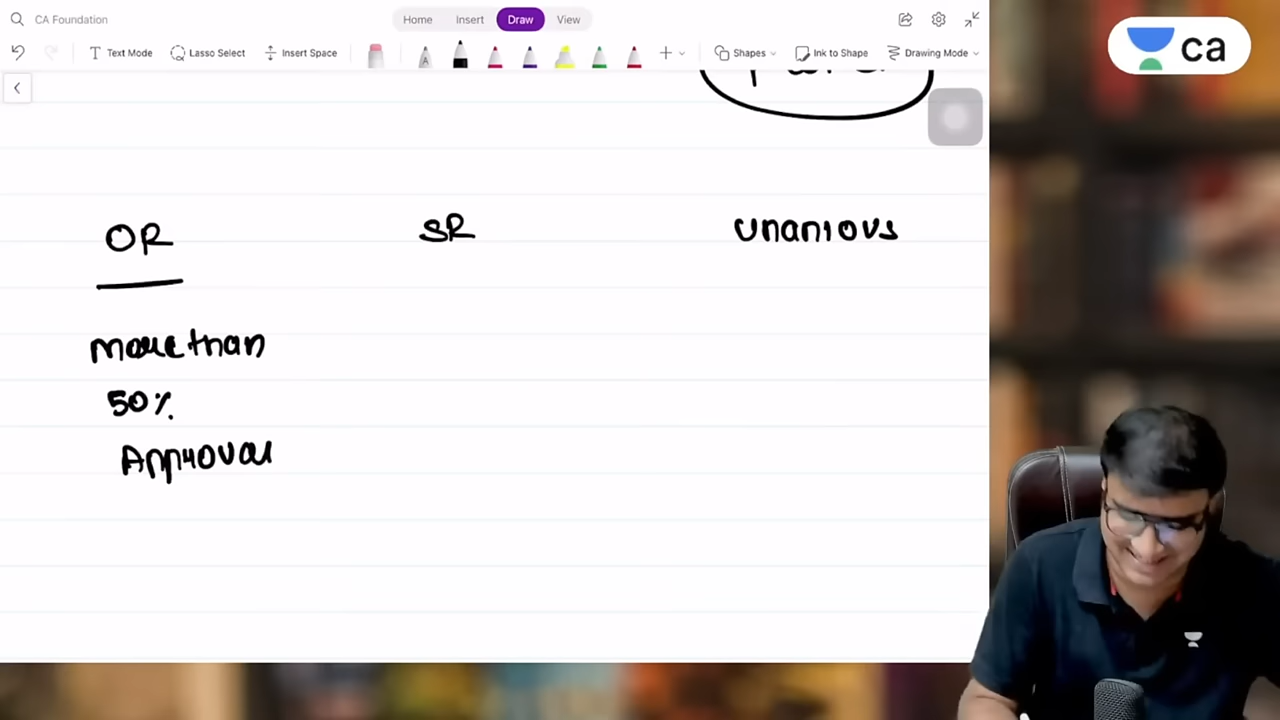 CA Foundation
Home Insert Draw View
Text Mode Lasso Select Insert Space A Shapes Ink to Shape Drawing Mode
ca
OR SR unanious
more than
50%
Approval